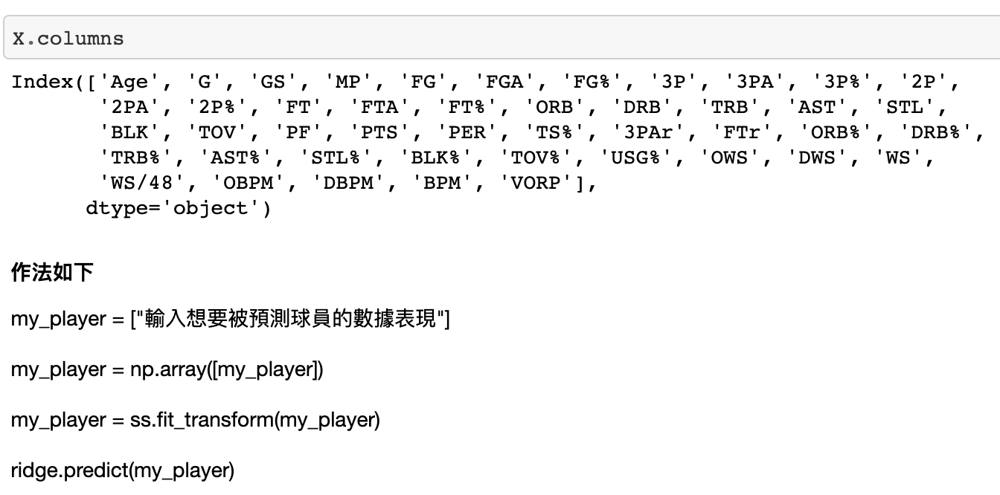 X.columns
Index(['Age', 'G', 'GS', 'MP', 'FG', 'FGA', 'FG%', '3P', '3PA', '3P%', '2P',
'2PA', '2P%', 'FT', 'FTA', 'FT%', 'ORB', 'DRB', 'TRB', 'AST', 'STL',
'BLK', 'TOV', 'PF', 'PTS', 'PER', 'TS%', '3PAr', 'FTr', 'ORB%', 'DRB%',
'TRB%', 'AST%', 'STL%', 'BLK%', 'TOV%', 'USG%', 'OWS', 'DWS', 'WS',
'WS/48', 'OBPM', 'DBPM', 'BPM', 'VORP'],
dtype='object')
作法如下
my_player = ["輸入想要被預測球員的數據表現"]
my_player = np.array([my_player])
my_player = ss.fit_transform(my_player)
ridge.predict(my_player)